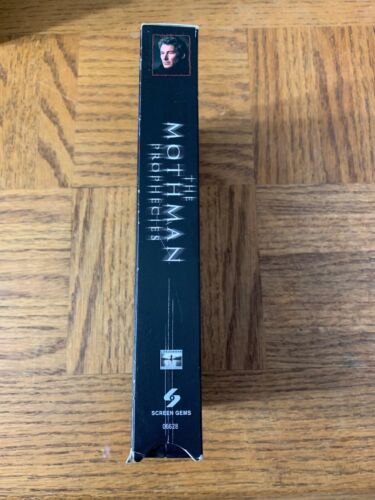 THE
MOTHMAN
PROPHECIES
SCREEN GEMS
06628